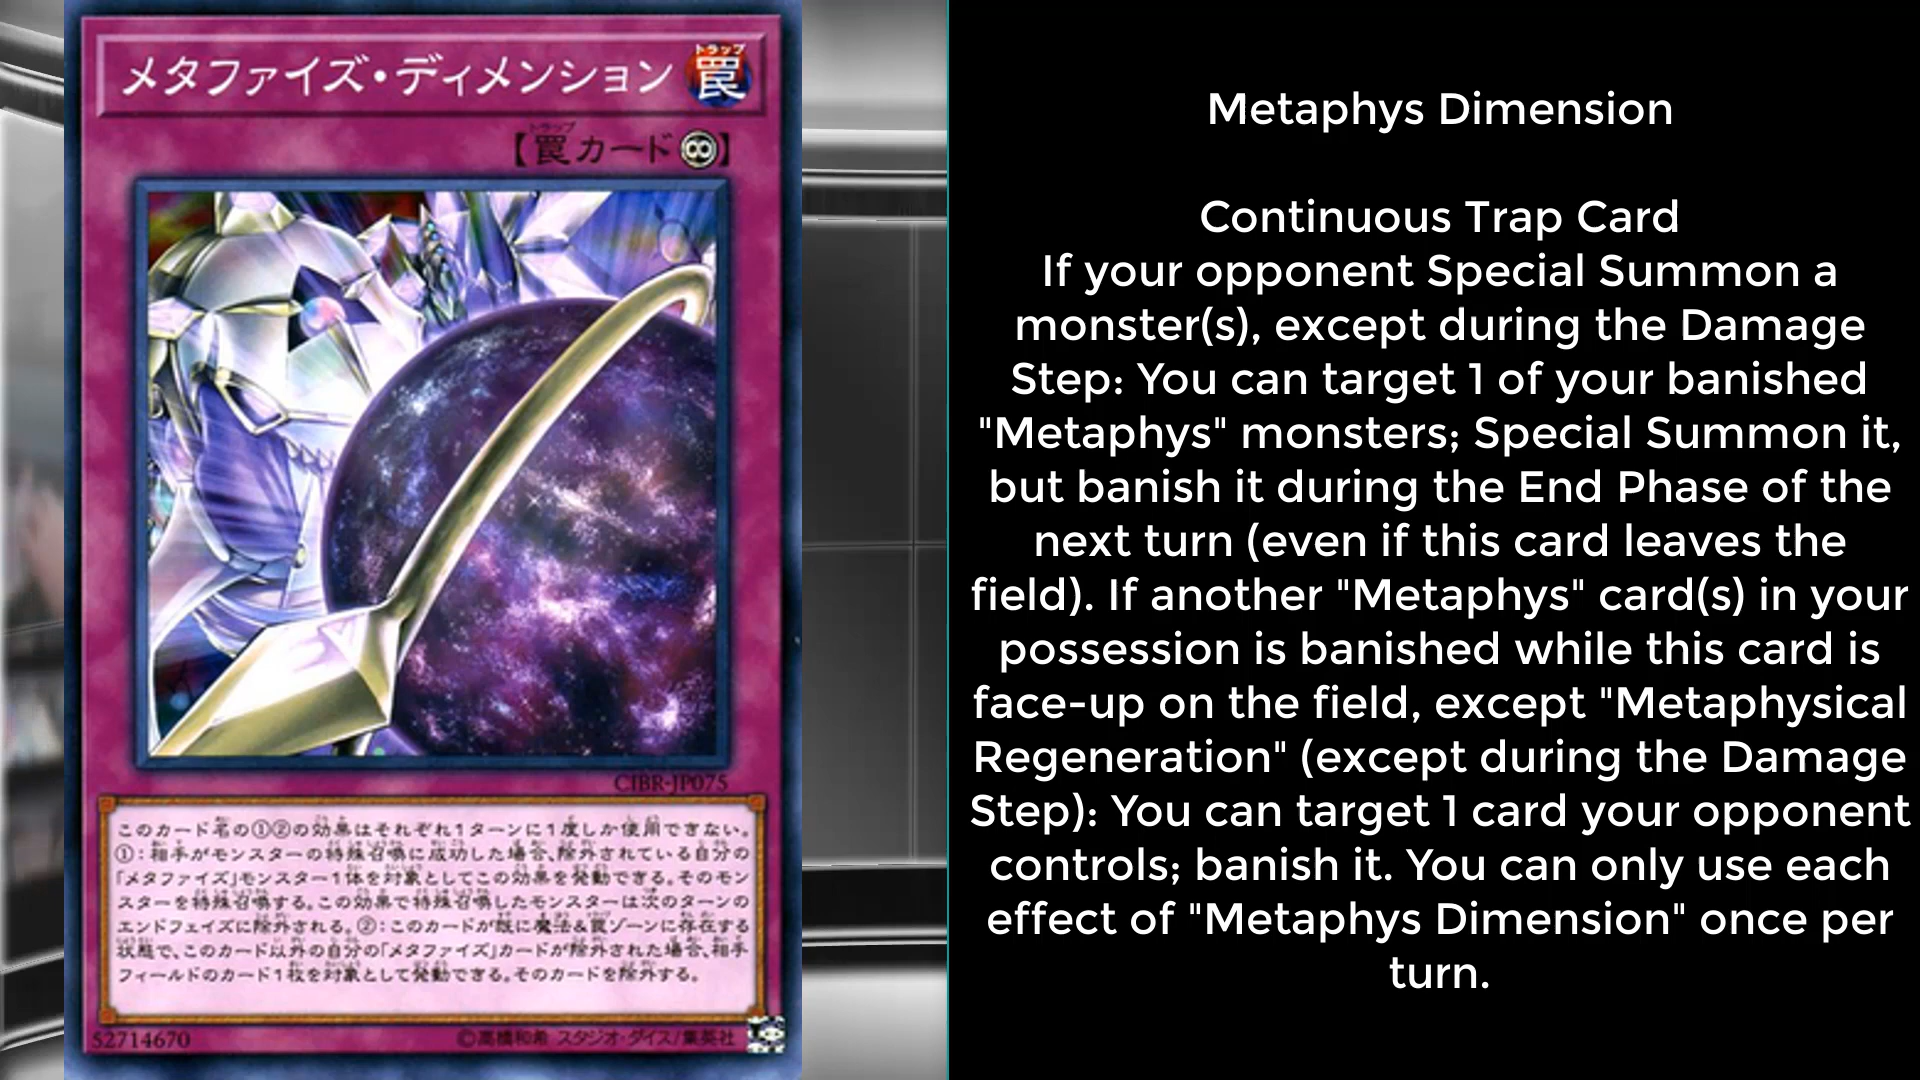 メタファイズ・ディメンション
トラップ
罠
トラップ
【罠カード】
CIBR-JP075
このカード名の①②の効果はそれぞれ1ターンに1度しか使用できない。
①:相手がモンスターの特殊召喚に成功した場合、除外されている自分の
「メタファイズ」モンスター1体を対象としてこの効果を発動できる。そのモン
スターを特殊召喚する。この効果で特殊召喚したモンスターは次のターンの
エンドフェイズに除外される。②:このカードが既に魔法&罠ゾーンに存在する
状態で、このカード以外の自分の「メタファイズ」カードが除外された場合、相手
フィールドのカード1枚を対象として発動できる。そのカードを除外する。
52714670
©高橋和希 スタジオ・ダイス/集英社
Metaphys Dimension
Continuous Trap Card
If your opponent Special Summon a
monster(s), except during the Damage
Step: You can target 1 of your banished
"Metaphys" monsters; Special Summon it,
but banish it during the End Phase of the
next turn (even if this card leaves the
field). If another "Metaphys" card(s) in your
possession is banished while this card is
face-up on the field, except "Metaphysical
Regeneration" (except during the Damage
Step): You can target 1 card your opponent
controls; banish it. You can only use each
effect of "Metaphys Dimension" once per
turn.